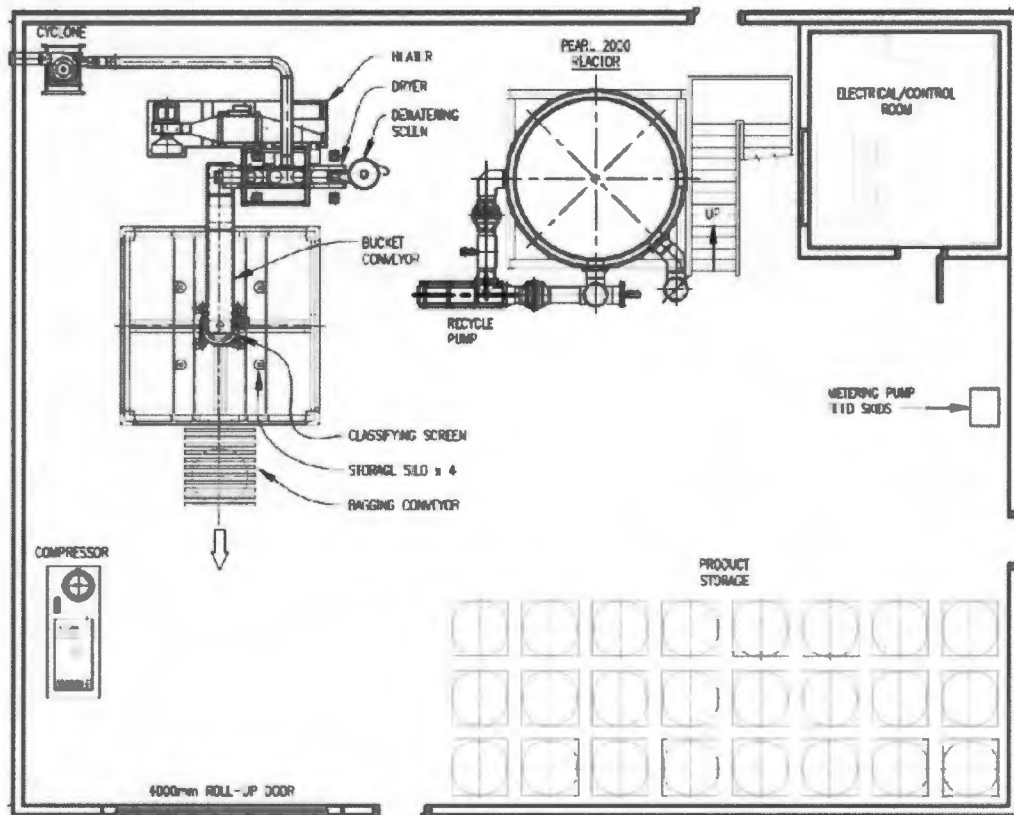 CYCLONE
HEATER
DRYER
DEWATERING
SCREEN
PEARL 2000
REACTOR
ELECTRICAL/CONTROL
ROOM
UP
BUCKET
CONVEYOR
RECYCLE
PUMP
METERING PUMP
SKIDS
CLASSIFYING SCREEN
STORAGE SILO x 4
BAGGING CONVEYOR
COMPRESSOR
PRODUCT
STORAGE
4000mm ROLL-UP DOOR